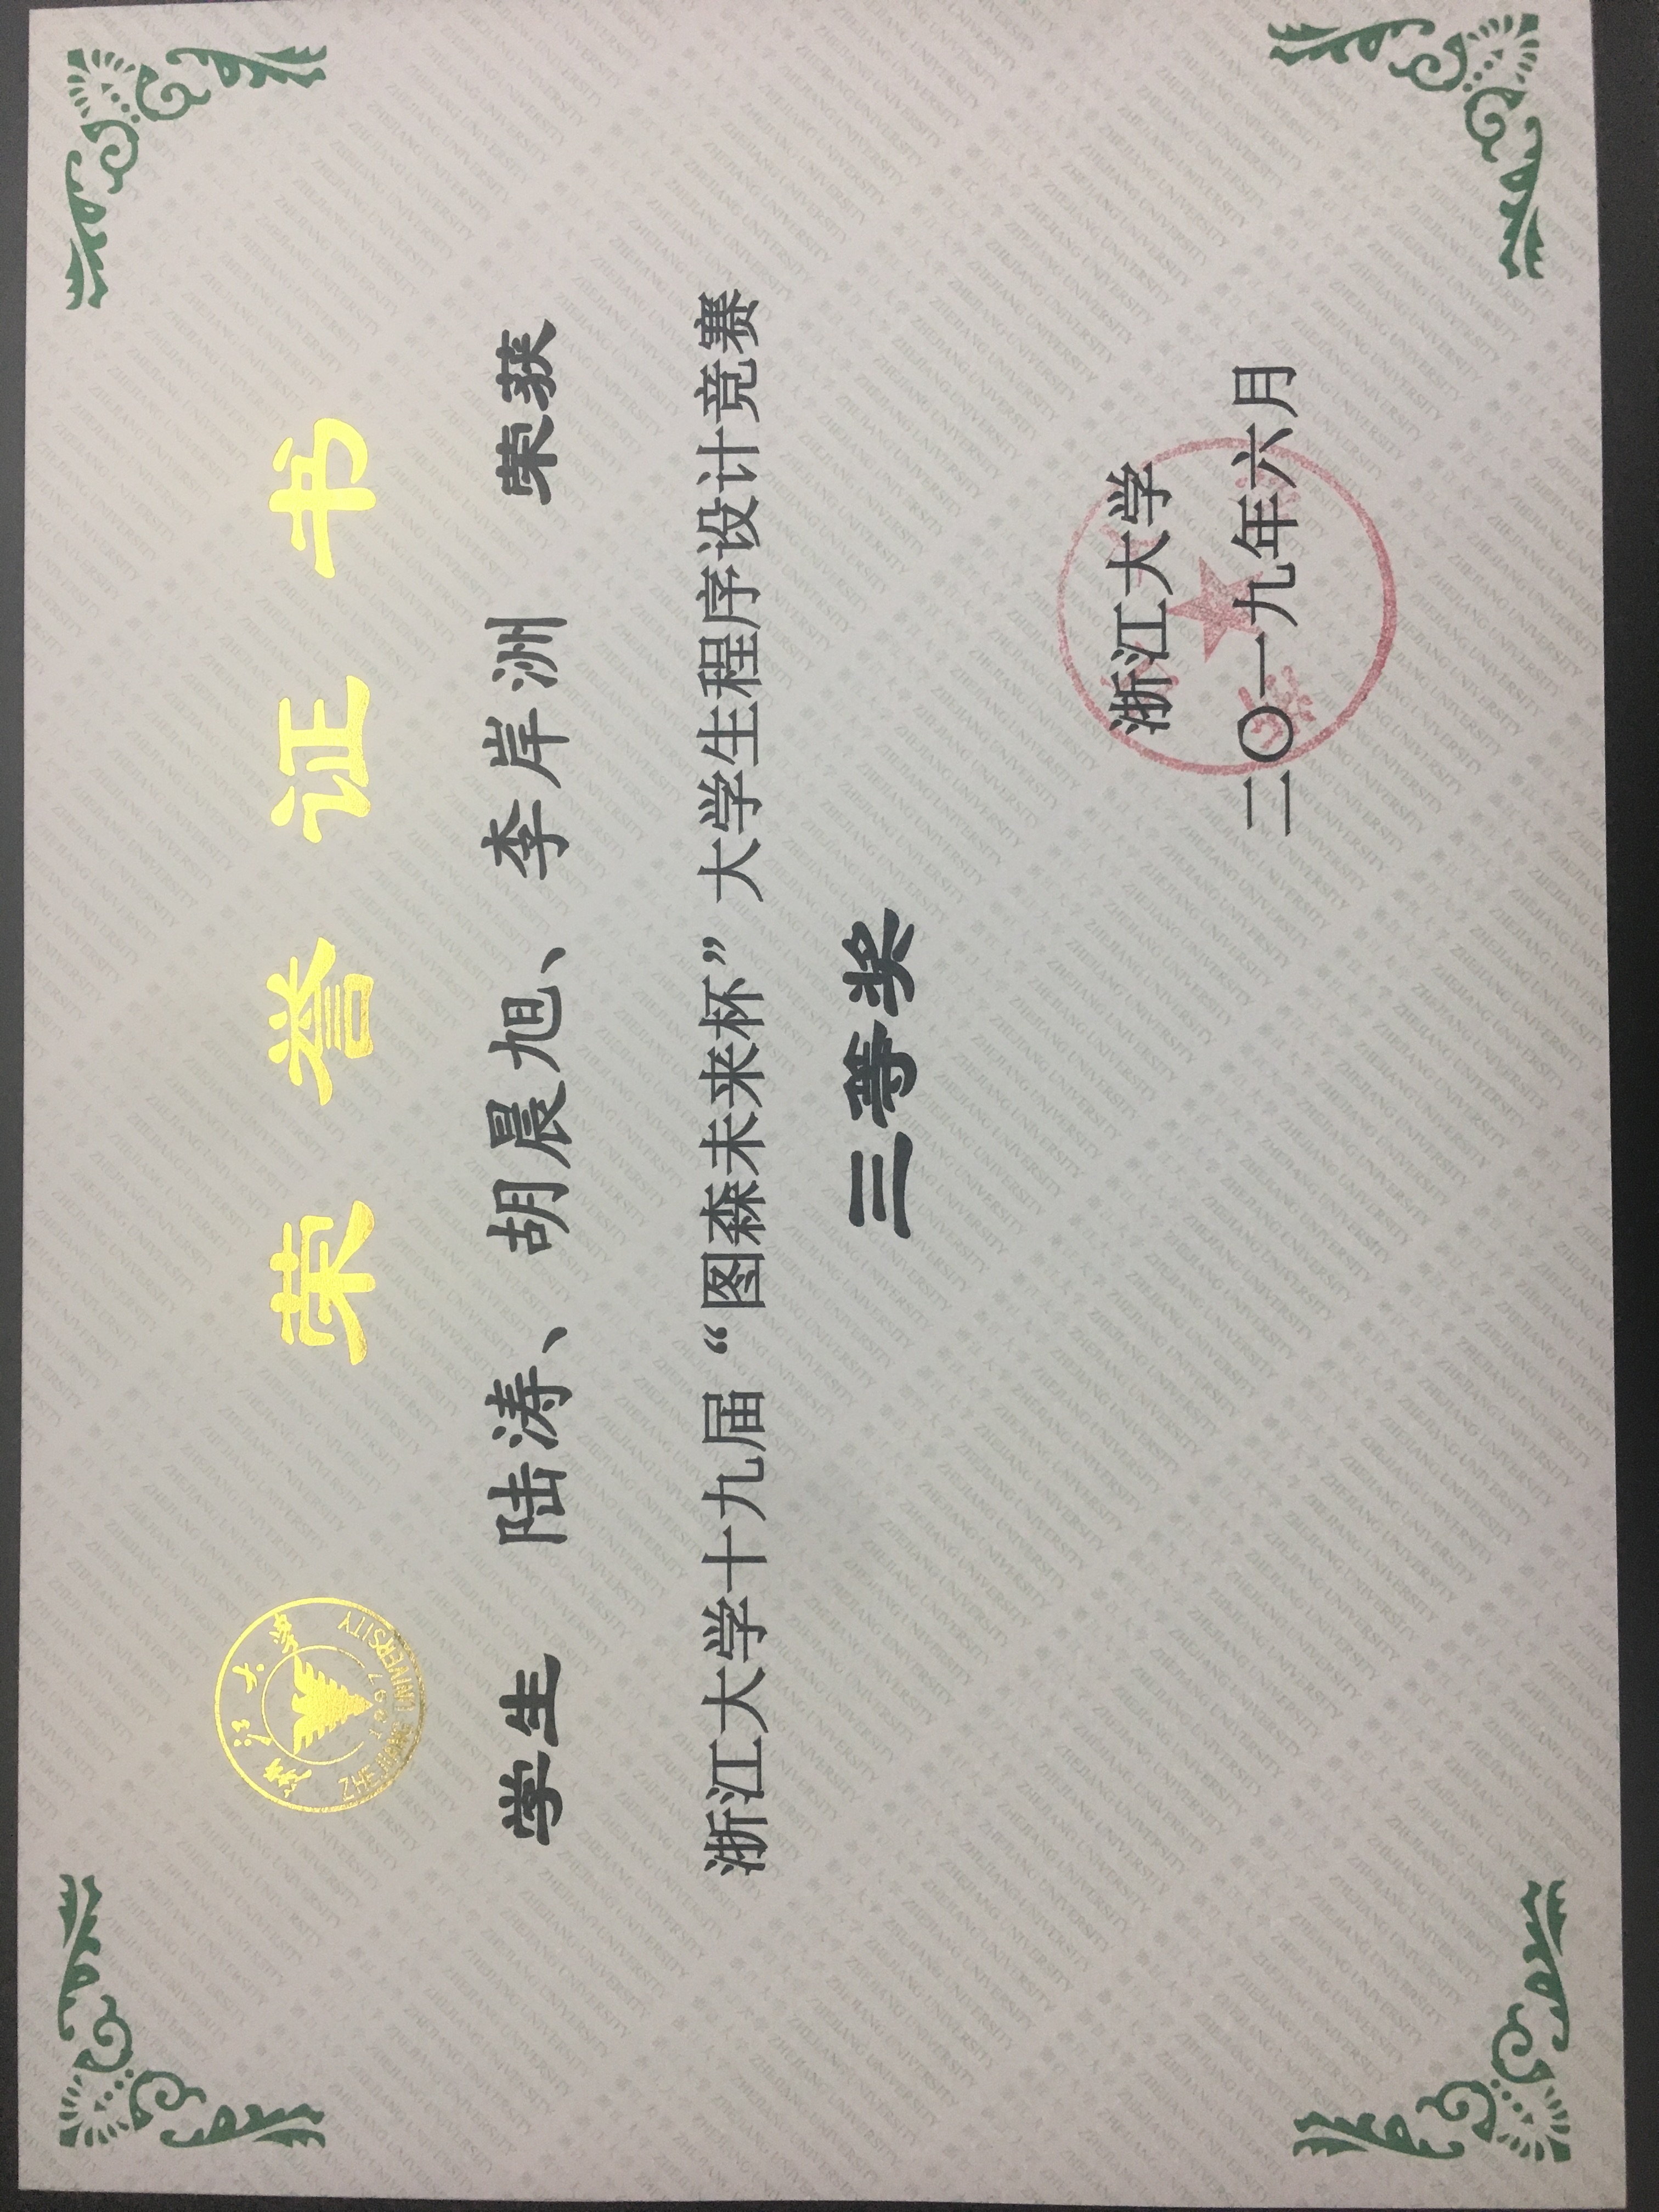 浙江大学
1897
ZHEJIANG UNIVERSITY
荣誉证书
学生 陆涛、胡晨旭、李岸洲 荣获
浙江大学十九届“图森未来杯”大学生程序设计竞赛
三等奖
浙江大学
二〇一九年六月